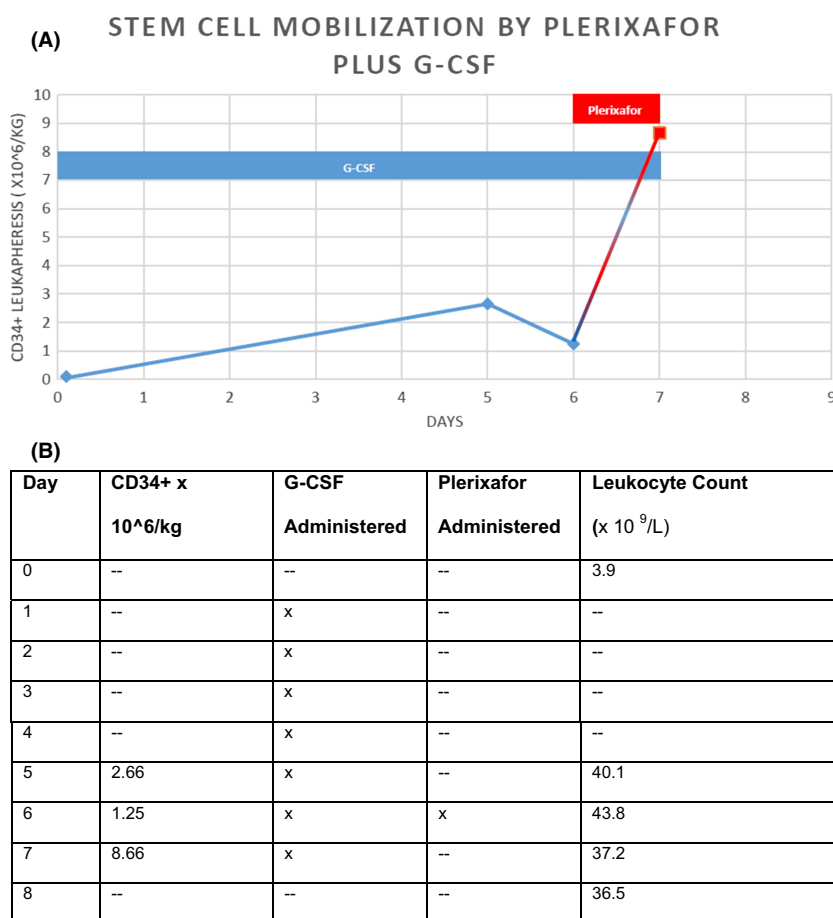 (A) STEM CELL MOBILIZATION BY PLERIXAFOR
PLUS G-CSF
CD34+ LEUKAPHERESIS ( X10^6/KG)
10
9
8
7
6
5
4
3
2
1
0
Plerixafor
G-CSF
0 1 2 3 4 5 6 7 8 9
DAYS
(B)
Day CD34+ x G-CSF Plerixafor Leukocyte Count
10^6/kg Administered Administered (x 10 ⁹/L)
0 -- -- -- 3.9
1 -- x -- --
2 -- x -- --
3 -- x -- --
4 -- x -- --
5 2.66 x -- 40.1
6 1.25 x x 43.8
7 8.66 x -- 37.2
8 -- -- -- 36.5